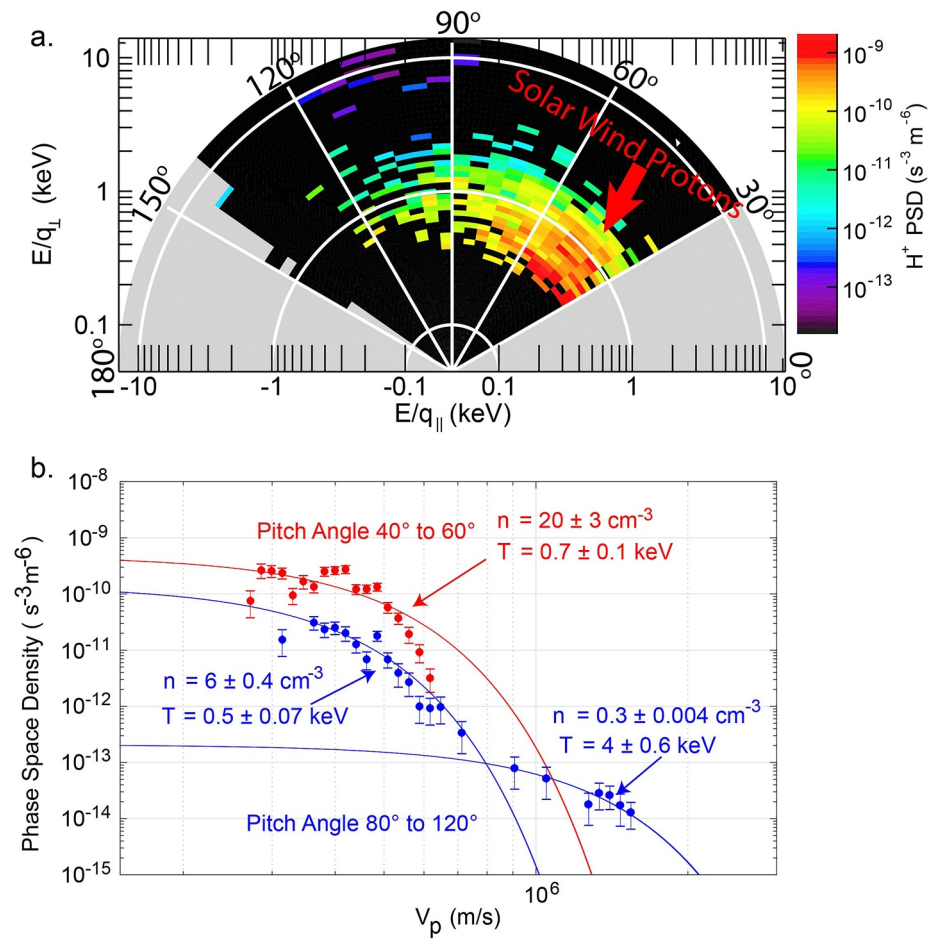 a.
90°
120°
60°
150°
30°
180°
0°
Solar Wind Protons
10
1
0.1
E/q⊥ (keV)
-10
-1
-0.1
0.1
1
10
E/q|| (keV)
10⁻⁹
10⁻¹⁰
10⁻¹¹
10⁻¹²
10⁻¹³
H⁺ PSD (s⁻³ m⁻⁶)
b.
10⁻⁸
10⁻⁹
10⁻¹⁰
10⁻¹¹
10⁻¹²
10⁻¹³
10⁻¹⁴
10⁻¹⁵
Phase Space Density ( s⁻³m⁻⁶)
Pitch Angle 40° to 60°
n = 20 ± 3 cm⁻³
T = 0.7 ± 0.1 keV
n = 6 ± 0.4 cm⁻³
T = 0.5 ± 0.07 keV
n = 0.3 ± 0.004 cm⁻³
T = 4 ± 0.6 keV
Pitch Angle 80° to 120°
10⁶
Vp (m/s)